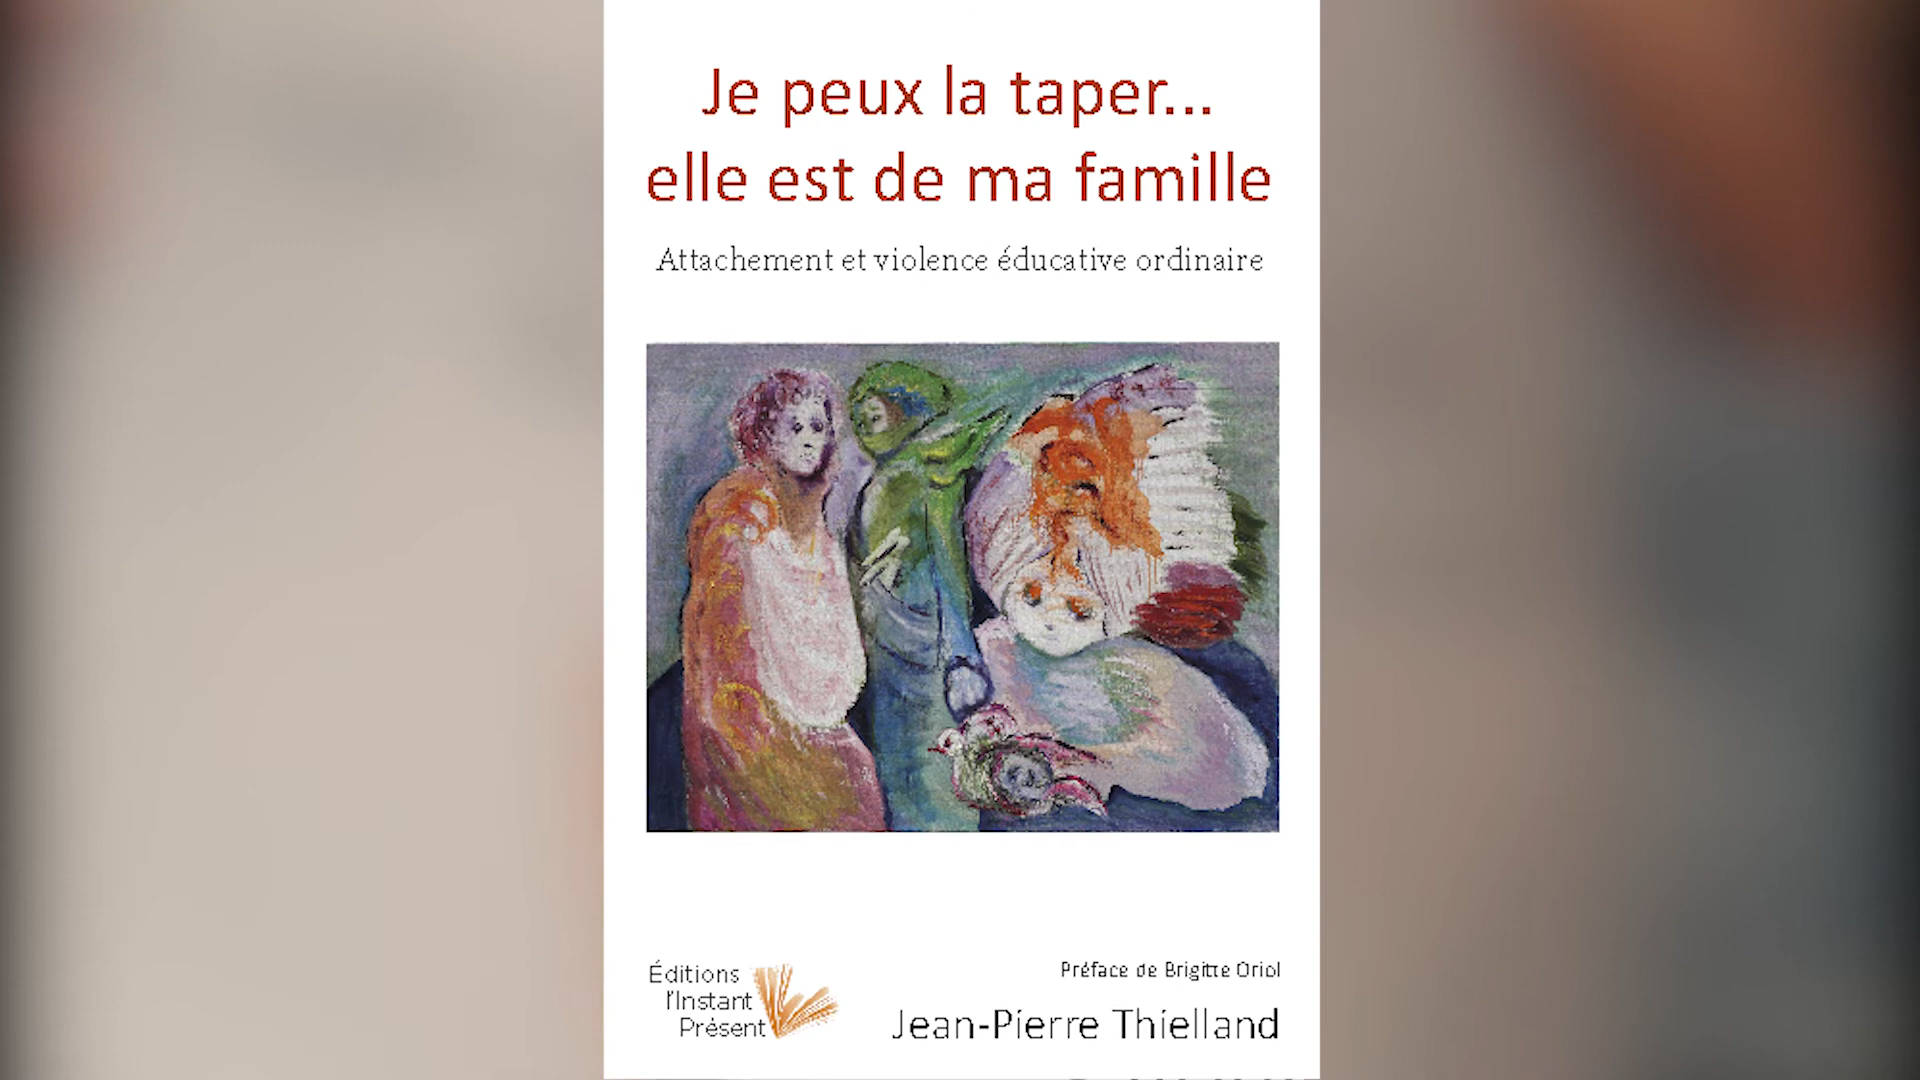 Je peux la taper...
elle est de ma famille
Attachement et violence éducative ordinaire
Éditions
l'Instant
Présent
Préface de Brigitte Oriol
Jean-Pierre Thielland